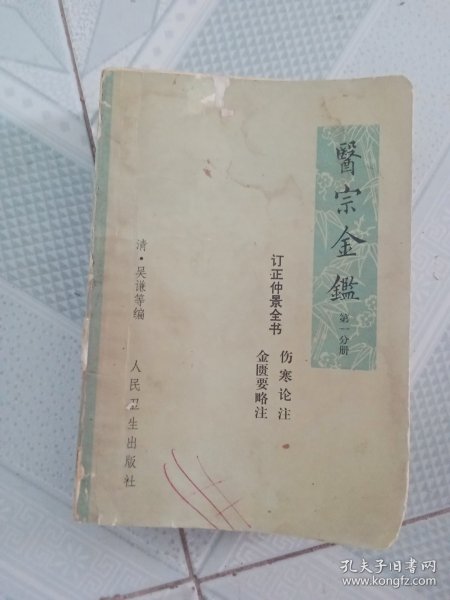 醫宗金鑑
第一分册
订正仲景全书
伤寒论注
金匮要略注
清·吴谦等编
人民卫生出版社
孔夫子旧书网
www.kongfz.com